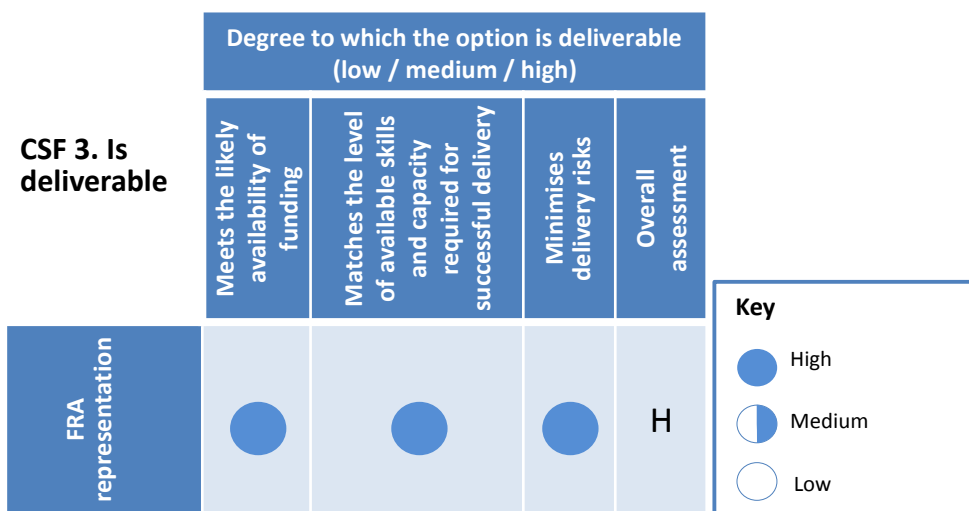 Degree to which the option is deliverable
(low / medium / high)
CSF 3. Is
deliverable
Meets the likely
availability of
funding
Matches the level
of available skills
and capacity
required for
successful delivery
Minimises
delivery risks
Overall
assessment
FRA
representation
H
Key
High
Medium
Low